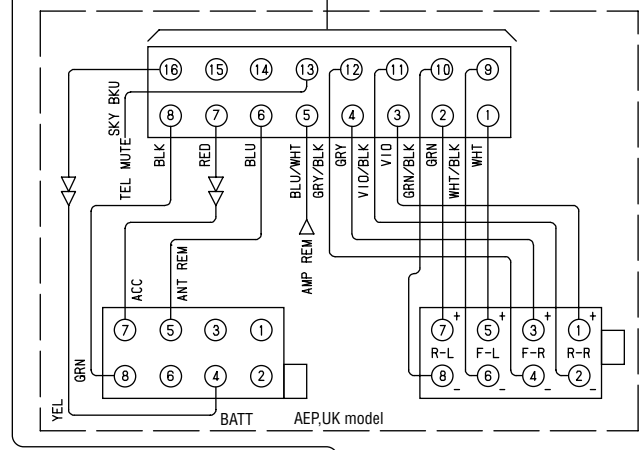 16 15 14 13 12 11 10 9
8 7 6 5 4 3 2 1
SKY BKU
TEL MUTE
BLK
RED
BLU
BLU/WHT
GRY/BLK
GRY
VIO/BLK
VIO
GRN/BLK
GRN
WHT/BLK
WHT
ACC
ANT REM
AMP REM
7 5 3 1
8 6 4 2
GRN
YEL
BATT
7 + 5 + 3 + 1 +
R-L F-L F-R R-R
8 - 6 - 4 - 2 -
AEP,UK model